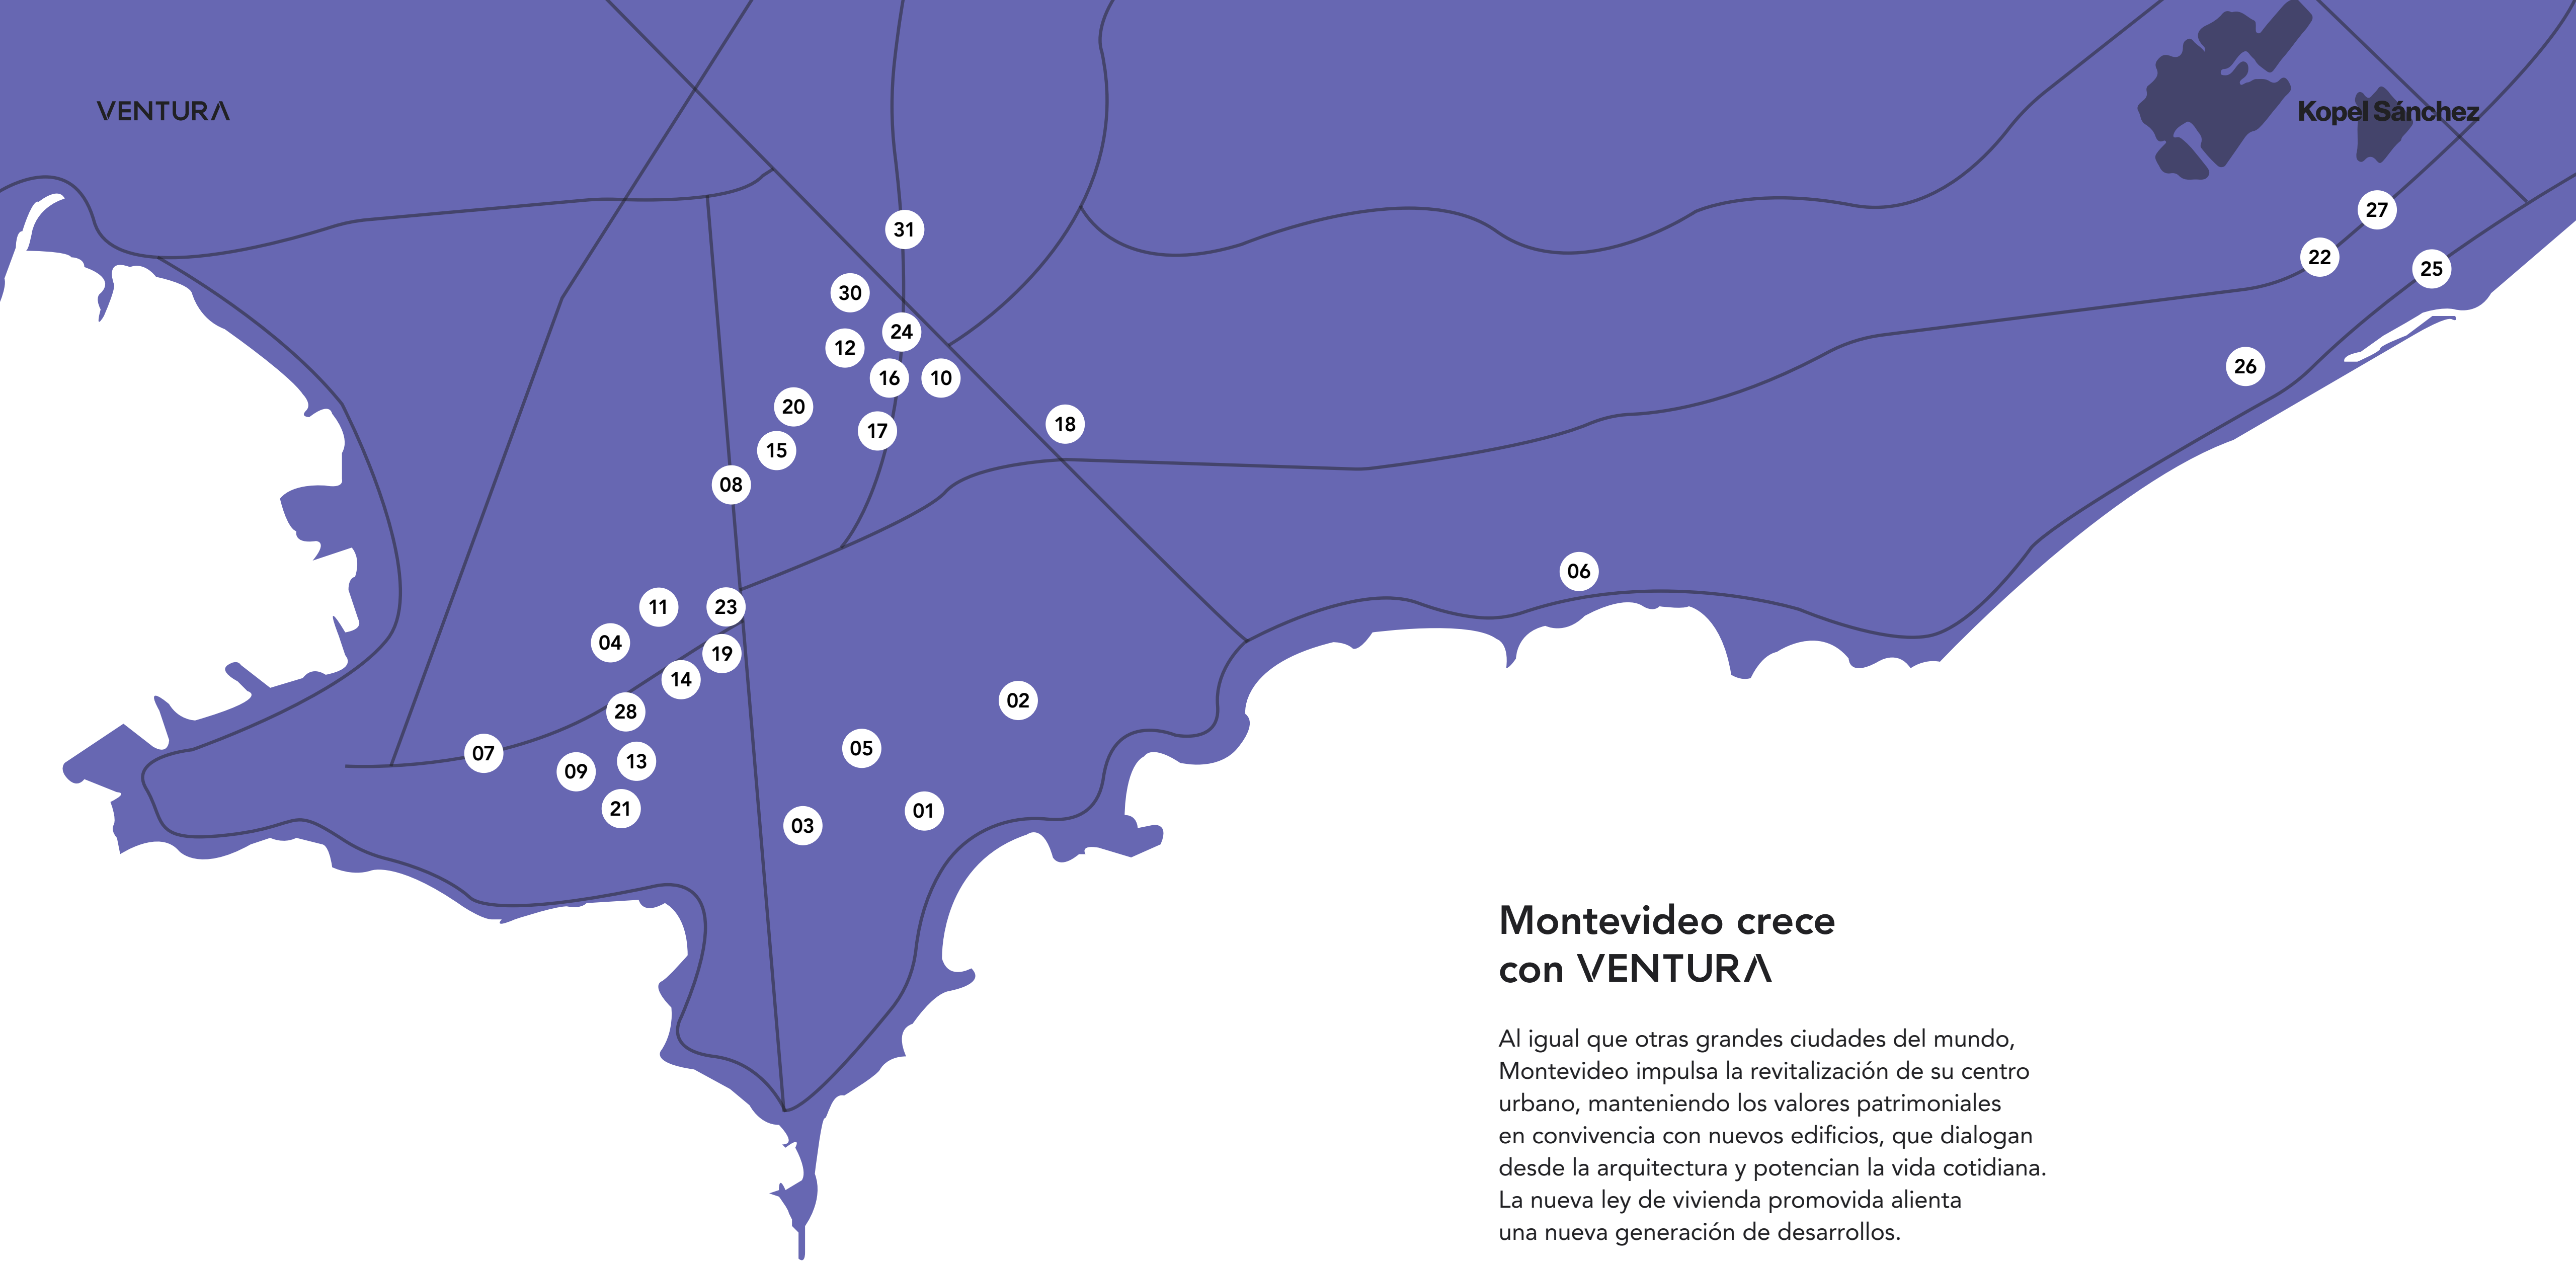 VENTURA
Kopel Sánchez
27
31
22
25
30
24
12
26
16
10
20
18
17
15
08
06
11
23
04
19
14
02
28
05
07
13
09
21
01
03
Montevideo crece
con VENTURA
Al igual que otras grandes ciudades del mundo,
Montevideo impulsa la revitalización de su centro
urbano, manteniendo los valores patrimoniales
en convivencia con nuevos edificios, que dialogan
desde la arquitectura y potencian la vida cotidiana.
La nueva ley de vivienda promovida alienta
una nueva generación de desarrollos.